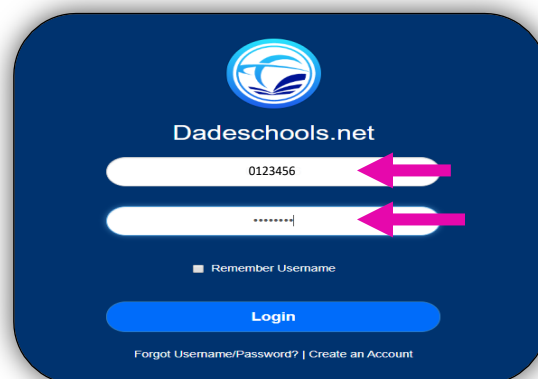 Dadeschools.net
0123456
••••••••
Remember Username
Login
Forgot Username/Password? | Create an Account